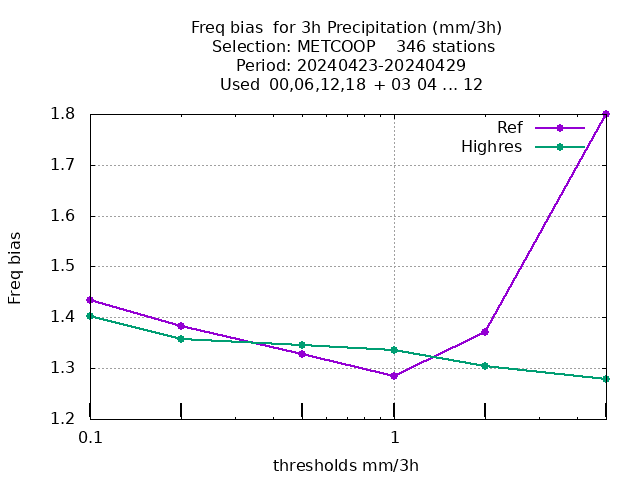 Freq bias  for 3h Precipitation (mm/3h)
Selection: METCOOP    346 stations
Period: 20240423-20240429
Used  00,06,12,18  + 03 04 ... 12
Ref
Highres
1.8
1.7
1.6
1.5
1.4
1.3
1.2
Freq bias
0.1
1
thresholds mm/3h